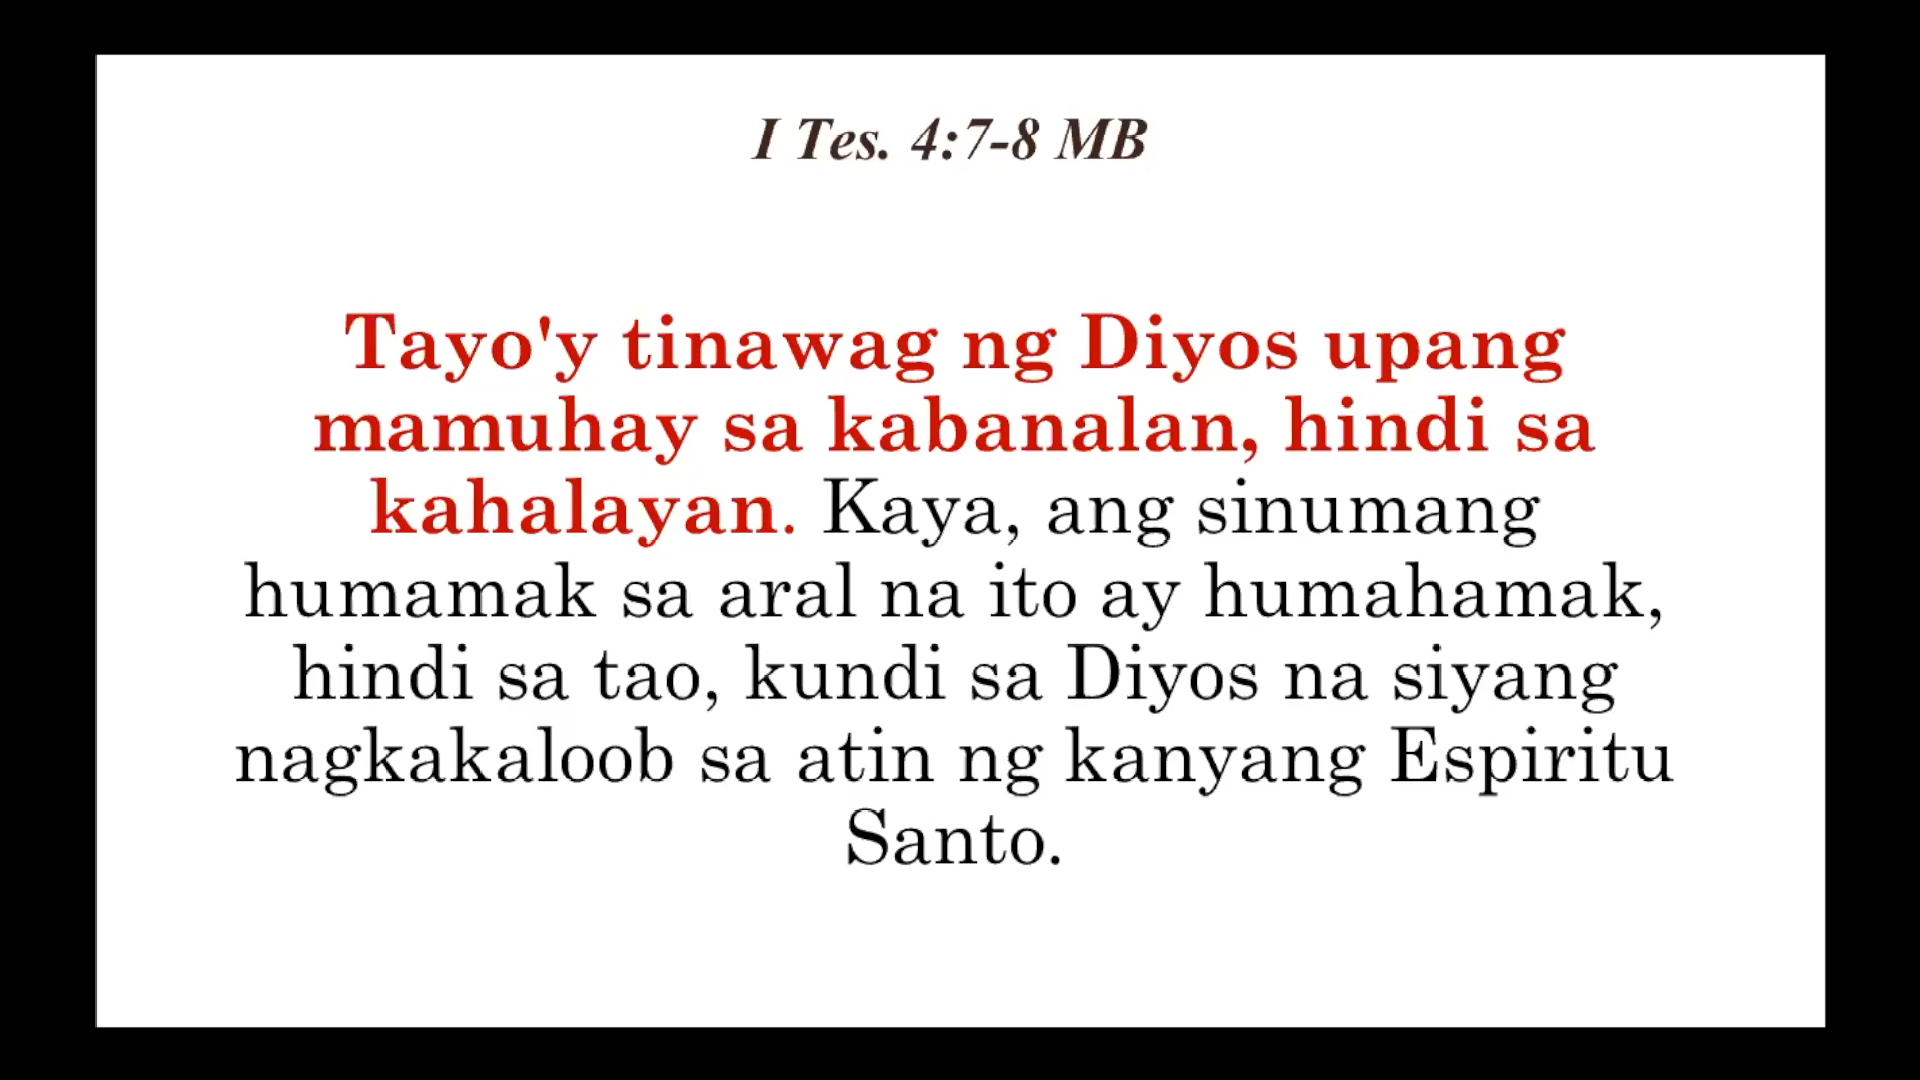 I Tes. 4:7-8 MB
Tayo'y tinawag ng Diyos upang
mamuhay sa kabanalan, hindi sa
kahalayan. Kaya, ang sinumang
humamak sa aral na ito ay humahamak,
hindi sa tao, kundi sa Diyos na siyang
nagkakaloob sa atin ng kanyang Espiritu
Santo.